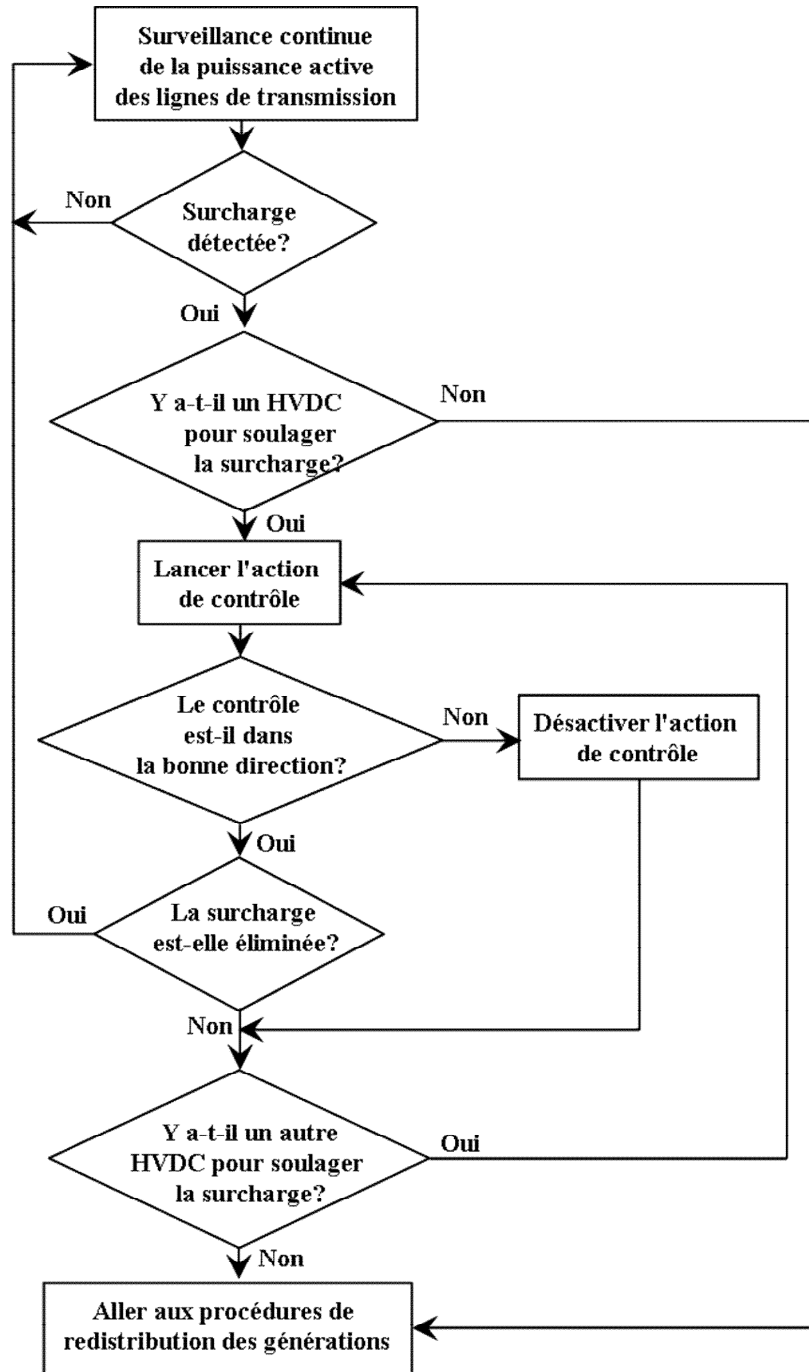 Surveillance continue
de la puissance active
des lignes de transmission
Non
Surcharge
détectée?
Oui
Y a-t-il un HVDC
pour soulager
la surcharge?
Non
Oui
Lancer l'action
de contrôle
Le contrôle
est-il dans
la bonne direction?
Non
Désactiver l'action
de contrôle
Oui
Oui
La surcharge
est-elle éliminée?
Non
Y a-t-il un autre
HVDC pour soulager
la surcharge?
Oui
Non
Aller aux procédures de
redistribution des générations